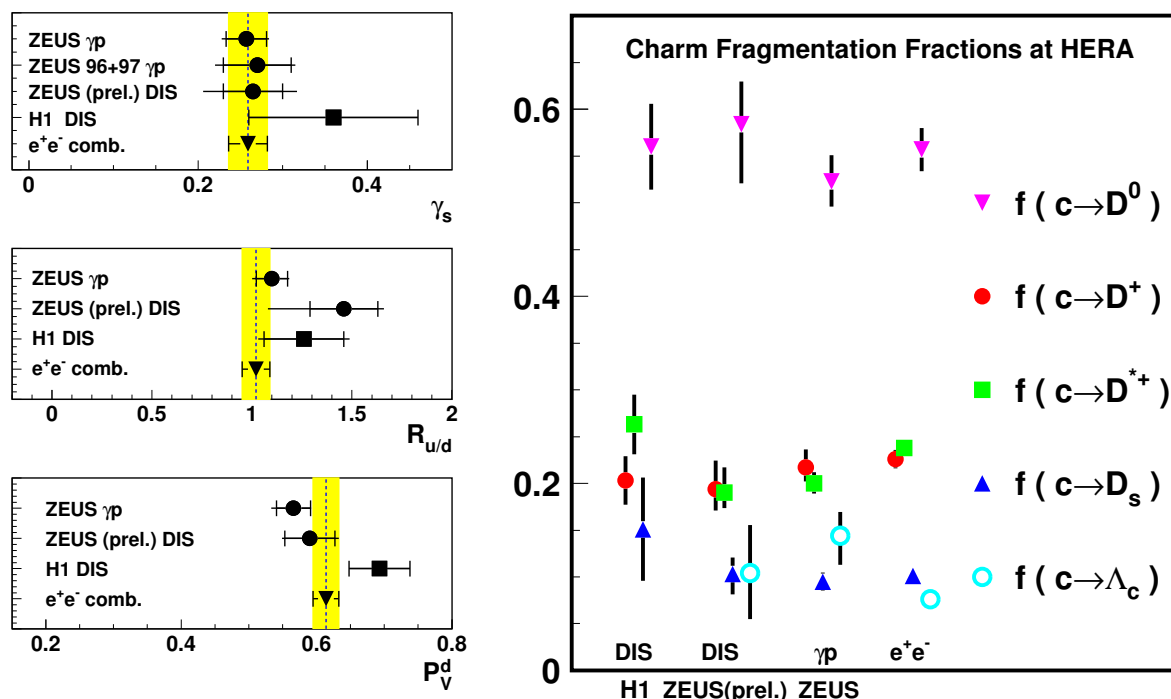 ZEUS γp
ZEUS 96+97 γp
ZEUS (prel.) DIS
H1 DIS
e⁺e⁻ comb.
0 0.2 0.4
γₛ
ZEUS γp
ZEUS (prel.) DIS
H1 DIS
e⁺e⁻ comb.
0 0.5 1 1.5 2
R_{u/d}
ZEUS γp
ZEUS (prel.) DIS
H1 DIS
e⁺e⁻ comb.
0.2 0.4 0.6 0.8
P_V^d
Charm Fragmentation Fractions at HERA
0.6
0.4
0.2
0
f ( c→D⁰ )
f ( c→D⁺ )
f ( c→D*⁺ )
f ( c→Dₛ )
f ( c→Λ_c )
DIS DIS γp e⁺e⁻
H1 ZEUS(prel.) ZEUS